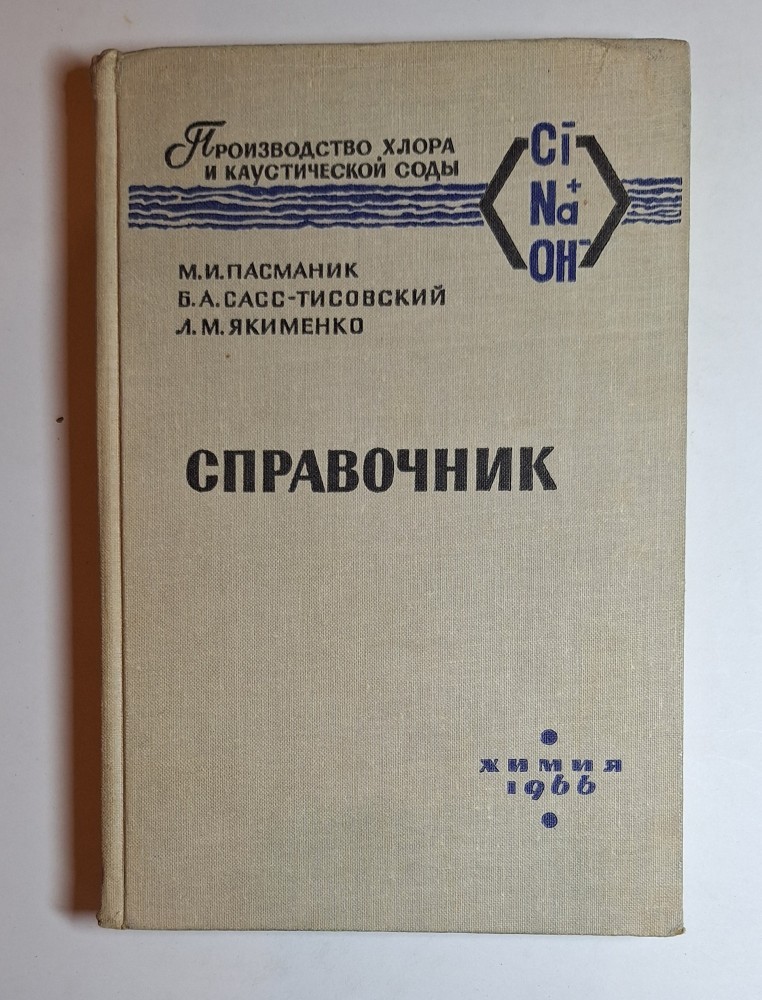 Производство хлора
и каустической соды
Cl⁻
Na⁺
OH⁻
М.И.ПАСМАНИК
Б.А.САСС-ТИСОВСКИЙ
Л.М.ЯКИМЕНКО
СПРАВОЧНИК
ХИМИЯ
1966